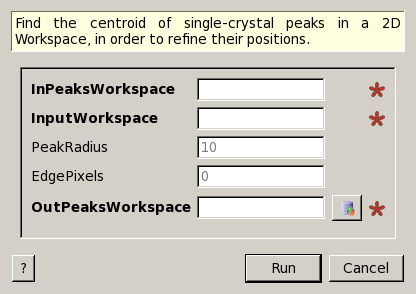 Find the centroid of single-crystal peaks in a 2D
Workspace, in order to refine their positions.
InPeaksWorkspace
InputWorkspace
PeakRadius 10
EdgePixels 0
OutPeaksWorkspace
? Run Cancel